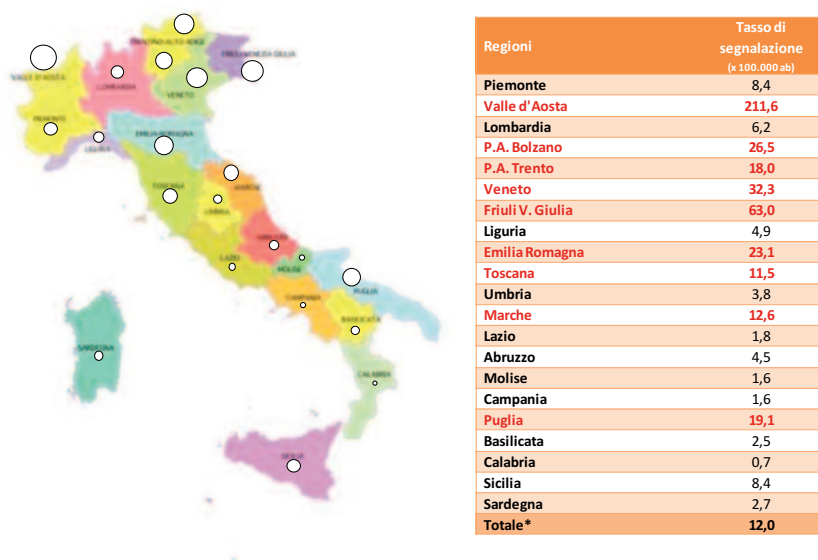 TRENTINO-ALTO ADIGE
FRIULI-VENEZIA GIULIA
VALLE D'AOSTA
LOMBARDIA
VENETO
PIEMONTE
EMILIA-ROMAGNA
LIGURIA
TOSCANA
MARCHE
UMBRIA
ABRUZZO
LAZIO
MOLISE
CAMPANIA
PUGLIA
BASILICATA
SARDEGNA
CALABRIA
SICILIA
Regioni
Tasso di
segnalazione
(x 100.000 ab)
Piemonte 8,4
Valle d'Aosta 211,6
Lombardia 6,2
P.A. Bolzano 26,5
P.A. Trento 18,0
Veneto 32,3
Friuli V. Giulia 63,0
Liguria 4,9
Emilia Romagna 23,1
Toscana 11,5
Umbria 3,8
Marche 12,6
Lazio 1,8
Abruzzo 4,5
Molise 1,6
Campania 1,6
Puglia 19,1
Basilicata 2,5
Calabria 0,7
Sicilia 8,4
Sardegna 2,7
Totale* 12,0